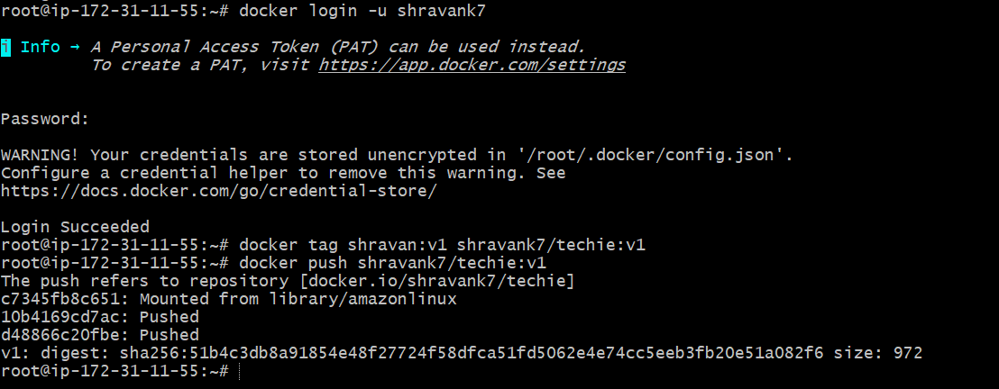 root@ip-172-31-11-55:~# docker login -u shravank7
i Info → A Personal Access Token (PAT) can be used instead.
To create a PAT, visit https://app.docker.com/settings
Password:
WARNING! Your credentials are stored unencrypted in '/root/.docker/config.json'.
Configure a credential helper to remove this warning. See
https://docs.docker.com/go/credential-store/
Login Succeeded
root@ip-172-31-11-55:~# docker tag shravan:v1 shravank7/techie:v1
root@ip-172-31-11-55:~# docker push shravank7/techie:v1
The push refers to repository [docker.io/shravank7/techie]
c7345fb8c651: Mounted from library/amazonlinux
10b4169cd7ac: Pushed
d48866c20fbe: Pushed
v1: digest: sha256:51b4c3db8a91854e48f27724f58dfca51fd5062e4e74cc5eeb3fb20e51a082f6 size: 972
root@ip-172-31-11-55:~#